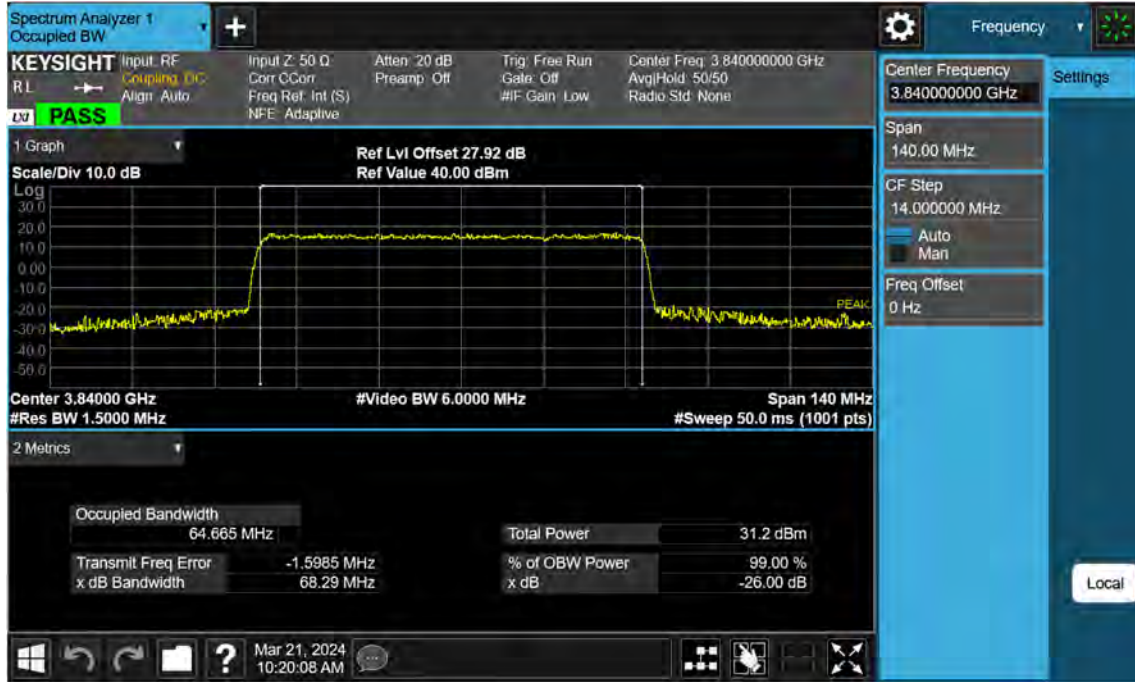 Spectrum Analyzer 1
Occupied BW
+
Frequency
KEYSIGHT
R L
LXI
PASS
Input: RF
Coupling: DC
Align: Auto
Input Z: 50 Ω
Corr CCorr
Freq Ref: Int (S)
NFE: Adaptive
Atten: 20 dB
Preamp: Off
Trig: Free Run
Gate: Off
#IF Gain: Low
Center Freq: 3.840000000 GHz
Avg|Hold: 50/50
Radio Std: None
Center Frequency
3.840000000 GHz
Settings
Span
140.00 MHz
CF Step
14.000000 MHz
Auto
Man
Freq Offset
0 Hz
1 Graph
Scale/Div 10.0 dB
Ref Lvl Offset 27.92 dB
Ref Value 40.00 dBm
Log
30.0
20.0
10.0
0.00
-10.0
-20.0
-30.0
-40.0
-50.0
PEAK
Center 3.84000 GHz
#Video BW 6.0000 MHz
Span 140 MHz
#Res BW 1.5000 MHz
#Sweep 50.0 ms (1001 pts)
2 Metrics
Occupied Bandwidth
64.665 MHz
Total Power 31.2 dBm
Transmit Freq Error -1.5985 MHz
% of OBW Power 99.00 %
x dB Bandwidth 68.29 MHz
x dB -26.00 dB
Local
?
Mar 21, 2024
10:20:08 AM